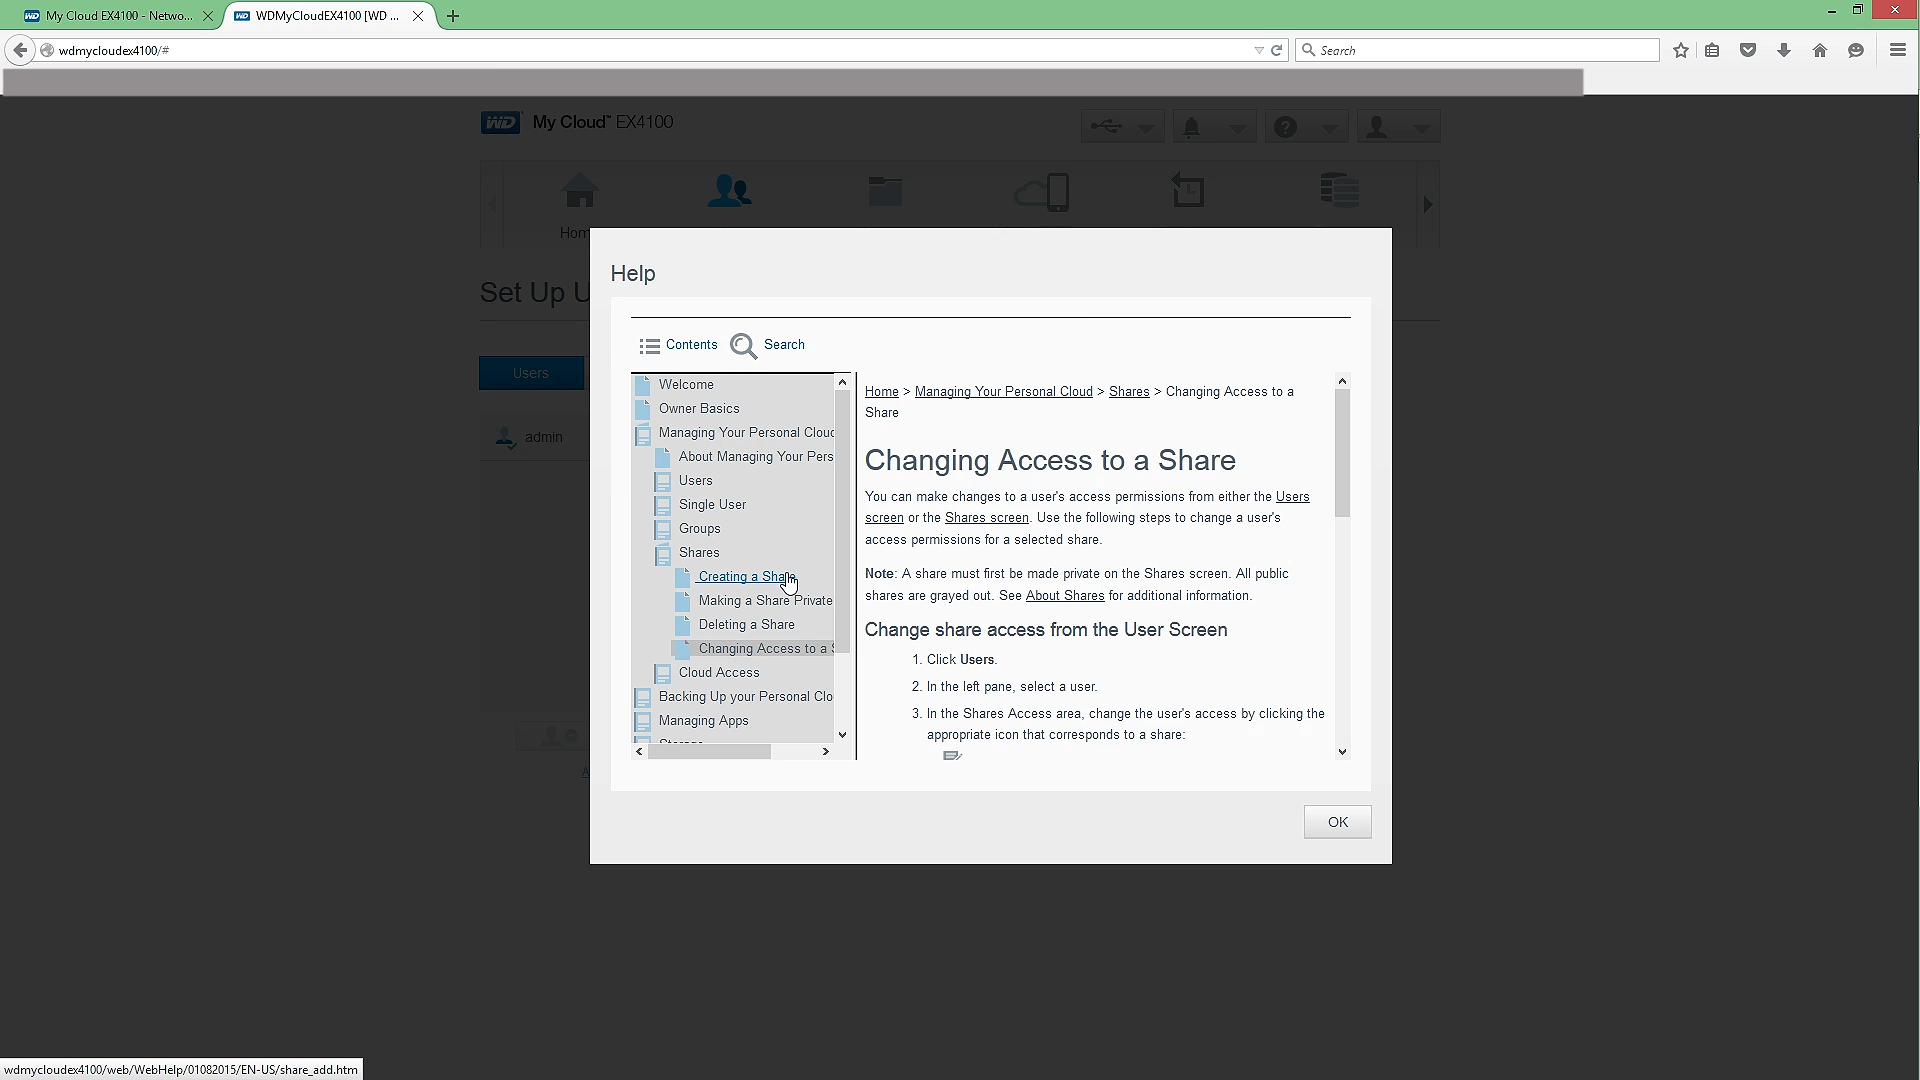 My Cloud EX4100 - Netwo...
WDMyCloudEX4100 [WD ...
wdmycloudex4100/#
Search
WD My Cloud™ EX4100
Hom
Set Up U
Users
admin
Help
Contents
Search
Welcome
Owner Basics
Managing Your Personal Cloud
About Managing Your Pers
Users
Single User
Groups
Shares
Creating a Share
Making a Share Private
Deleting a Share
Changing Access to a S
Cloud Access
Backing Up your Personal Clo
Managing Apps
Storage
Home > Managing Your Personal Cloud > Shares > Changing Access to a
Share
Changing Access to a Share
You can make changes to a user's access permissions from either the Users
screen or the Shares screen. Use the following steps to change a user's
access permissions for a selected share.
Note: A share must first be made private on the Shares screen. All public
shares are grayed out. See About Shares for additional information.
Change share access from the User Screen
1. Click Users.
2. In the left pane, select a user.
3. In the Shares Access area, change the user's access by clicking the
appropriate icon that corresponds to a share:
OK
wdmycloudex4100/web/WebHelp/01082015/EN-US/share_add.htm